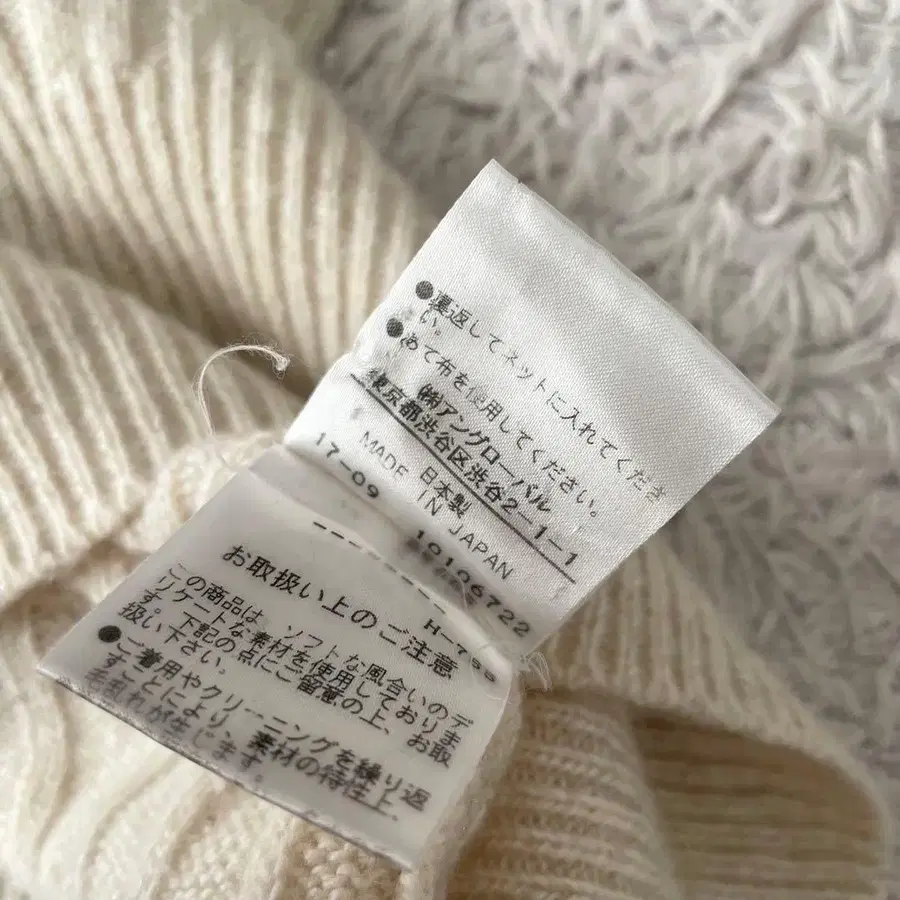 ●裏返してネットに入れてくださ
い。
●あて布を使用してください。
㈱アングローバル
東京都渋谷区渋谷2-1-1
日本製
MADE IN JAPAN
17-09 10106722
お取扱い上のご注意
この商品は、ソフトな風合いのデ
リケートな素材を使用しておりま
す。下記の点にご留意の上、お取
扱い下さい。
●ご着用やクリーニングを繰り返
すことにより、素材の特性上、
毛割れが生じます。